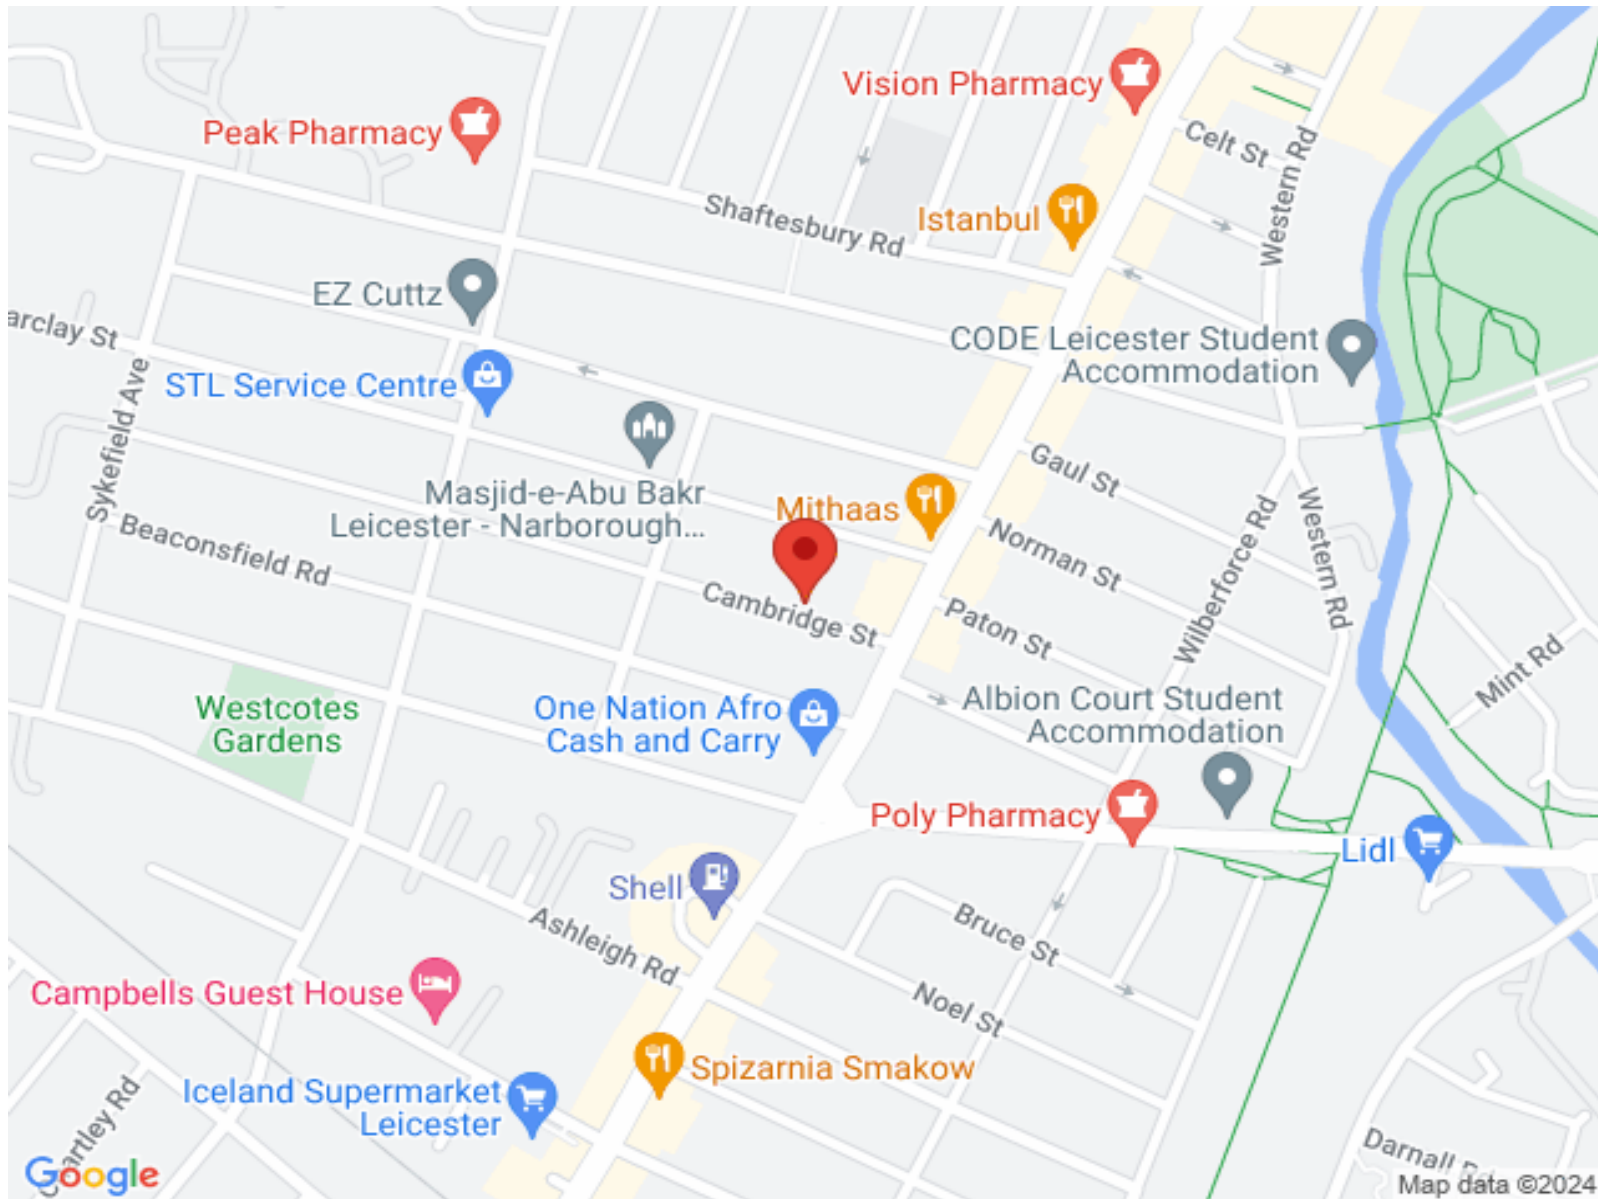 Vision Pharmacy
Peak Pharmacy
Celt St
Western Rd
Shaftesbury Rd
Istanbul
EZ Cuttz
arclay St
CODE Leicester Student
Accommodation
STL Service Centre
Sykefield Ave
Masjid-e-Abu Bakr
Leicester - Narborough...
Mithaas
Gaul St
Norman St
Western Rd
Wilberforce Rd
Beaconsfield Rd
Cambridge St
Paton St
Mint Rd
Westcotes
Gardens
One Nation Afro
Cash and Carry
Albion Court Student
Accommodation
Poly Pharmacy
Lidl
Shell
Ashleigh Rd
Bruce St
Noel St
Campbells Guest House
Spizarnia Smakow
Iceland Supermarket
Leicester
artley Rd
Darnall
Google
Map data ©2024